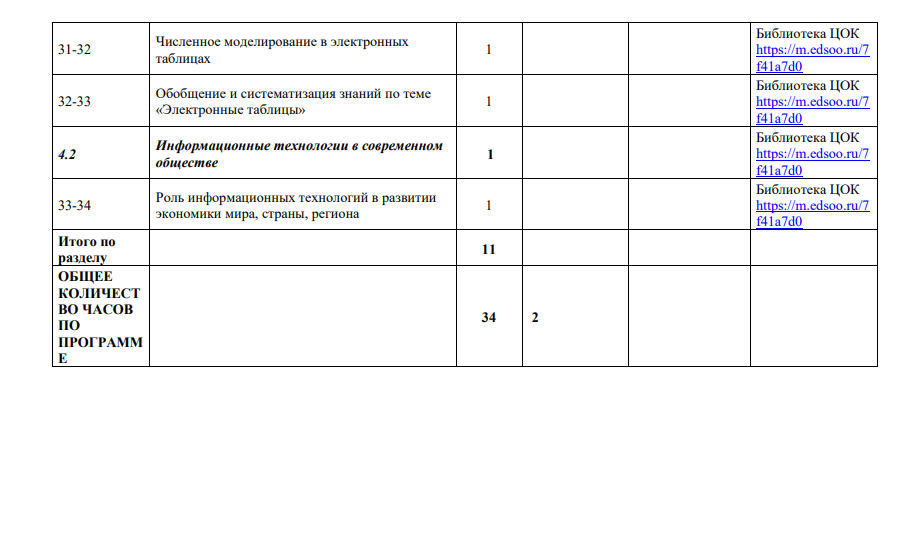 31-32
Численное моделирование в электронных
таблицах
1
Библиотека ЦОК
https://m.edsoo.ru/7
f41a7d0
32-33
Обобщение и систематизация знаний по теме
«Электронные таблицы»
1
Библиотека ЦОК
https://m.edsoo.ru/7
f41a7d0
4.2
Информационные технологии в современном
обществе
1
Библиотека ЦОК
https://m.edsoo.ru/7
f41a7d0
33-34
Роль информационных технологий в развитии
экономики мира, страны, региона
1
Библиотека ЦОК
https://m.edsoo.ru/7
f41a7d0
Итого по
разделу
11
ОБЩЕЕ
КОЛИЧЕСТ
ВО ЧАСОВ
ПО
ПРОГРАММ
Е
34
2